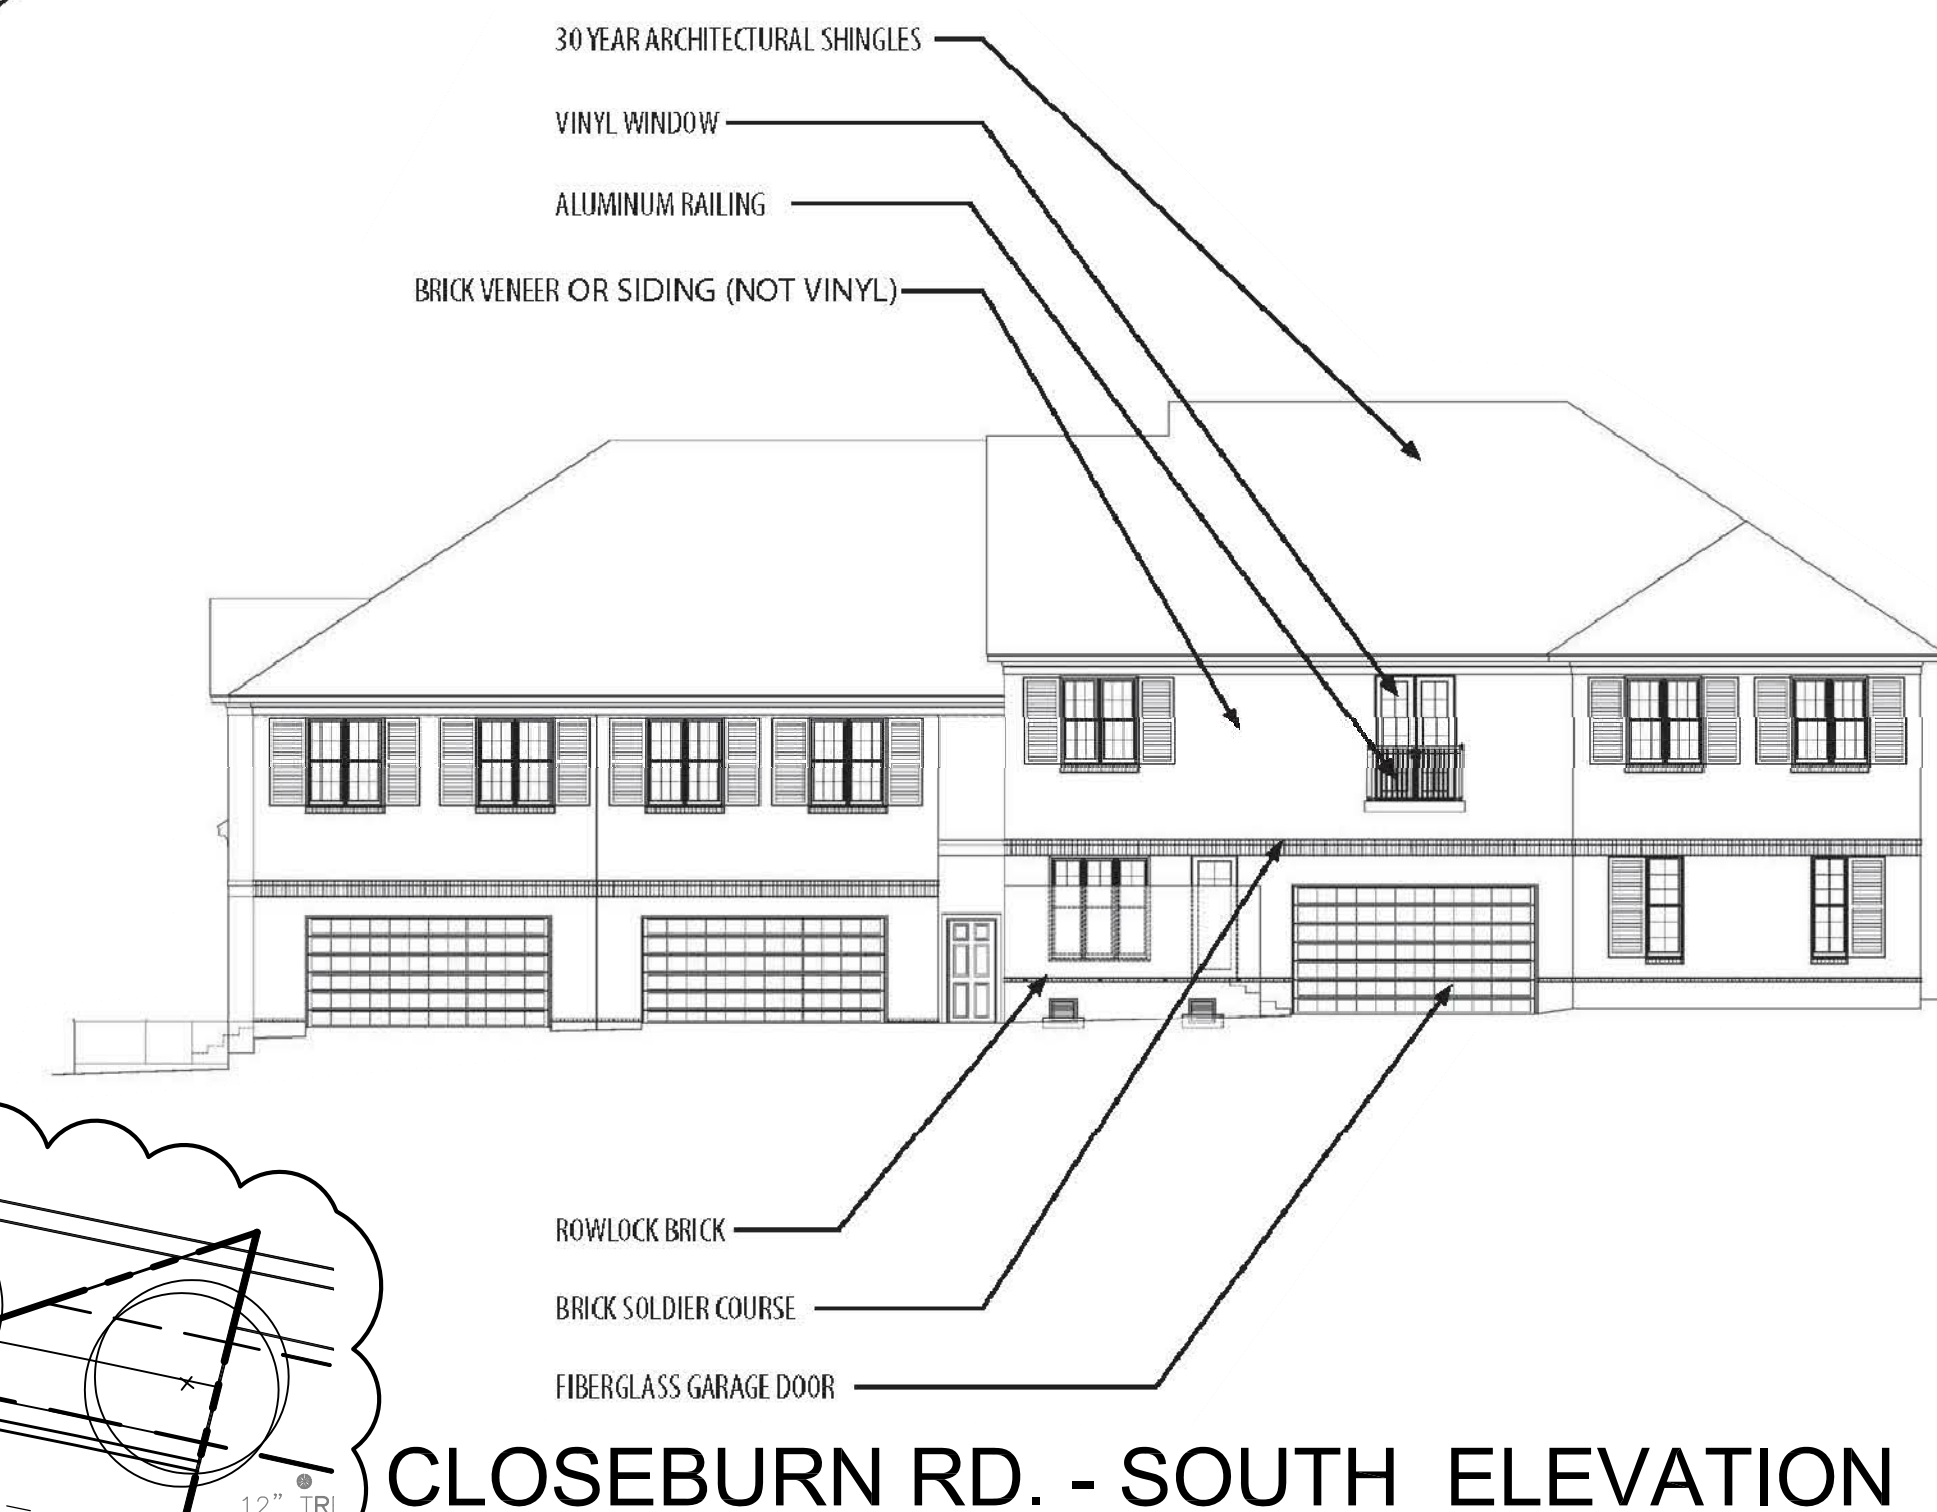 30 YEAR ARCHITECTURAL SHINGLES
VINYL WINDOW
ALUMINUM RAILING
BRICK VENEER OR SIDING (NOT VINYL)
ROWLOCK BRICK
BRICK SOLDIER COURSE
FIBERGLASS GARAGE DOOR
CLOSEBURN RD. - SOUTH ELEVATION
12"